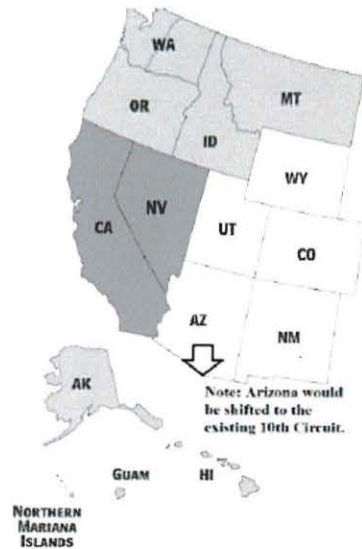 WA
MT
OR
ID
WY
NV
CA
UT
CO
AZ
NM
AK
Note: Arizona would
be shifted to the
existing 10th Circuit.
GUAM
HI
NORTHERN
MARIANA
ISLANDS